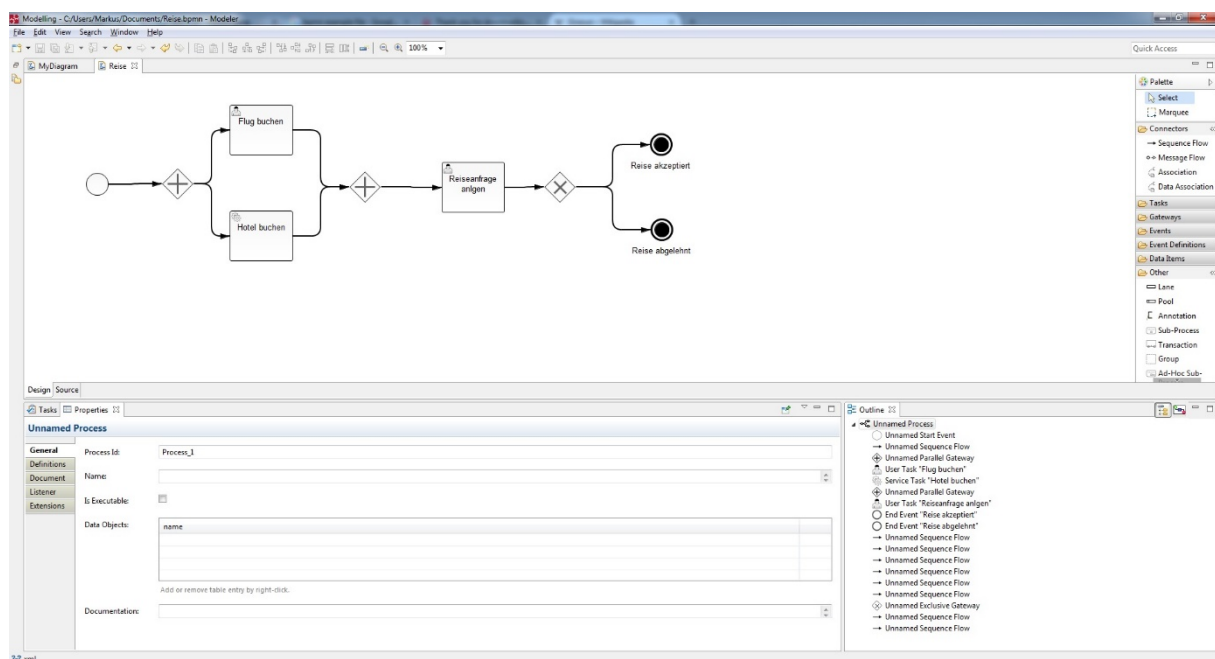 Modelling - C:/Users/Markus/Documents/Reise.bpmn - Modeler
File Edit View Search Window Help
100%
Quick Access
MyDiagram
Reise
Flug buchen
Hotel buchen
Reiseanfrage
anlgen
Reise akzeptiert
Reise abgelehnt
Palette
Select
Marquee
Connectors
Sequence Flow
Message Flow
Association
Data Association
Tasks
Gateways
Events
Event Definitions
Data Items
Other
Lane
Pool
Annotation
Sub-Process
Transaction
Group
Ad-Hoc Sub-
Design Source
Tasks Properties
Unnamed Process
General
Definitions
Document
Listener
Extensions
Process Id:
Process_1
Name:
Is Executable:
Data Objects:
name
Add or remove table entry by right-click.
Documentation:
Outline
Unnamed Process
Unnamed Start Event
Unnamed Sequence Flow
Unnamed Parallel Gateway
User Task "Flug buchen"
Service Task "Hotel buchen"
Unnamed Parallel Gateway
User Task "Reiseanfrage anlgen"
End Event "Reise akzeptiert"
End Event "Reise abgelehnt"
Unnamed Sequence Flow
Unnamed Sequence Flow
Unnamed Sequence Flow
Unnamed Sequence Flow
Unnamed Sequence Flow
Unnamed Sequence Flow
Unnamed Exclusive Gateway
Unnamed Sequence Flow
Unnamed Sequence Flow